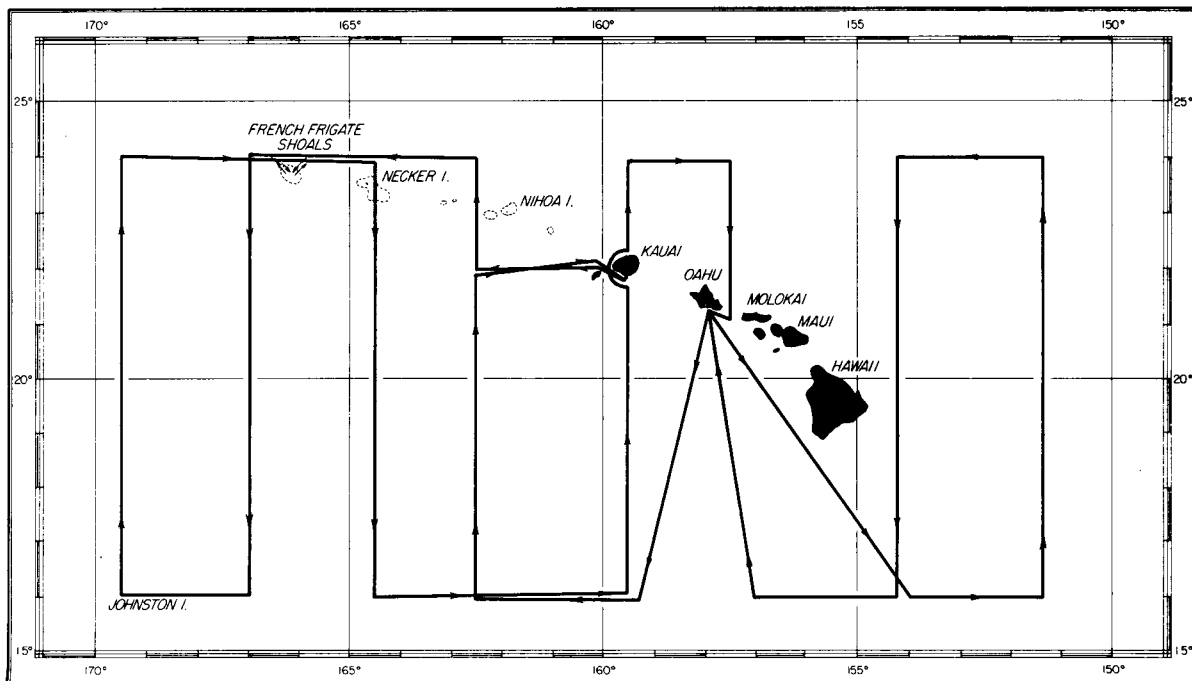 170°
165°
160°
155°
150°
25°
25°
FRENCH FRIGATE
SHOALS
NECKER I.
NIHOA I.
KAUAI
OAHU
MOLOKAI
MAUI
HAWAII
20°
20°
JOHNSTON I.
15°
15°
170°
165°
160°
155°
150°